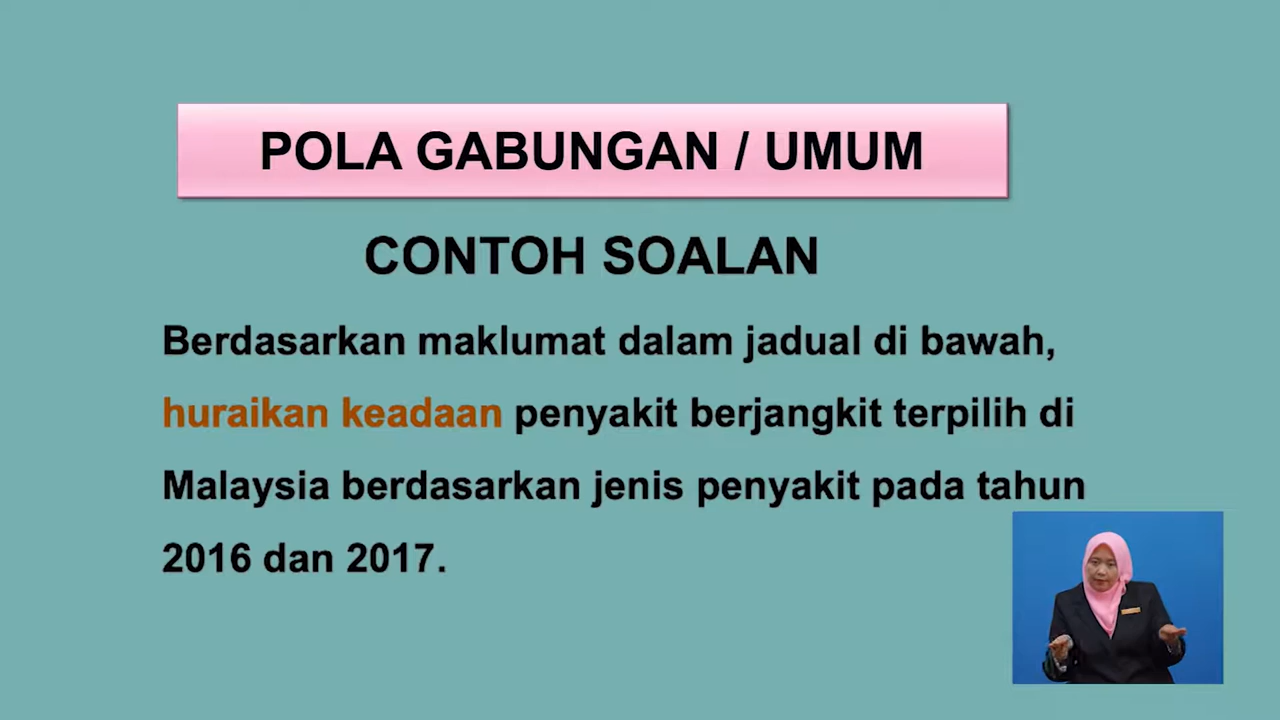 POLA GABUNGAN / UMUM
CONTOH SOALAN
Berdasarkan maklumat dalam jadual di bawah,
huraikan keadaan penyakit berjangkit terpilih di
Malaysia berdasarkan jenis penyakit pada tahun
2016 dan 2017.